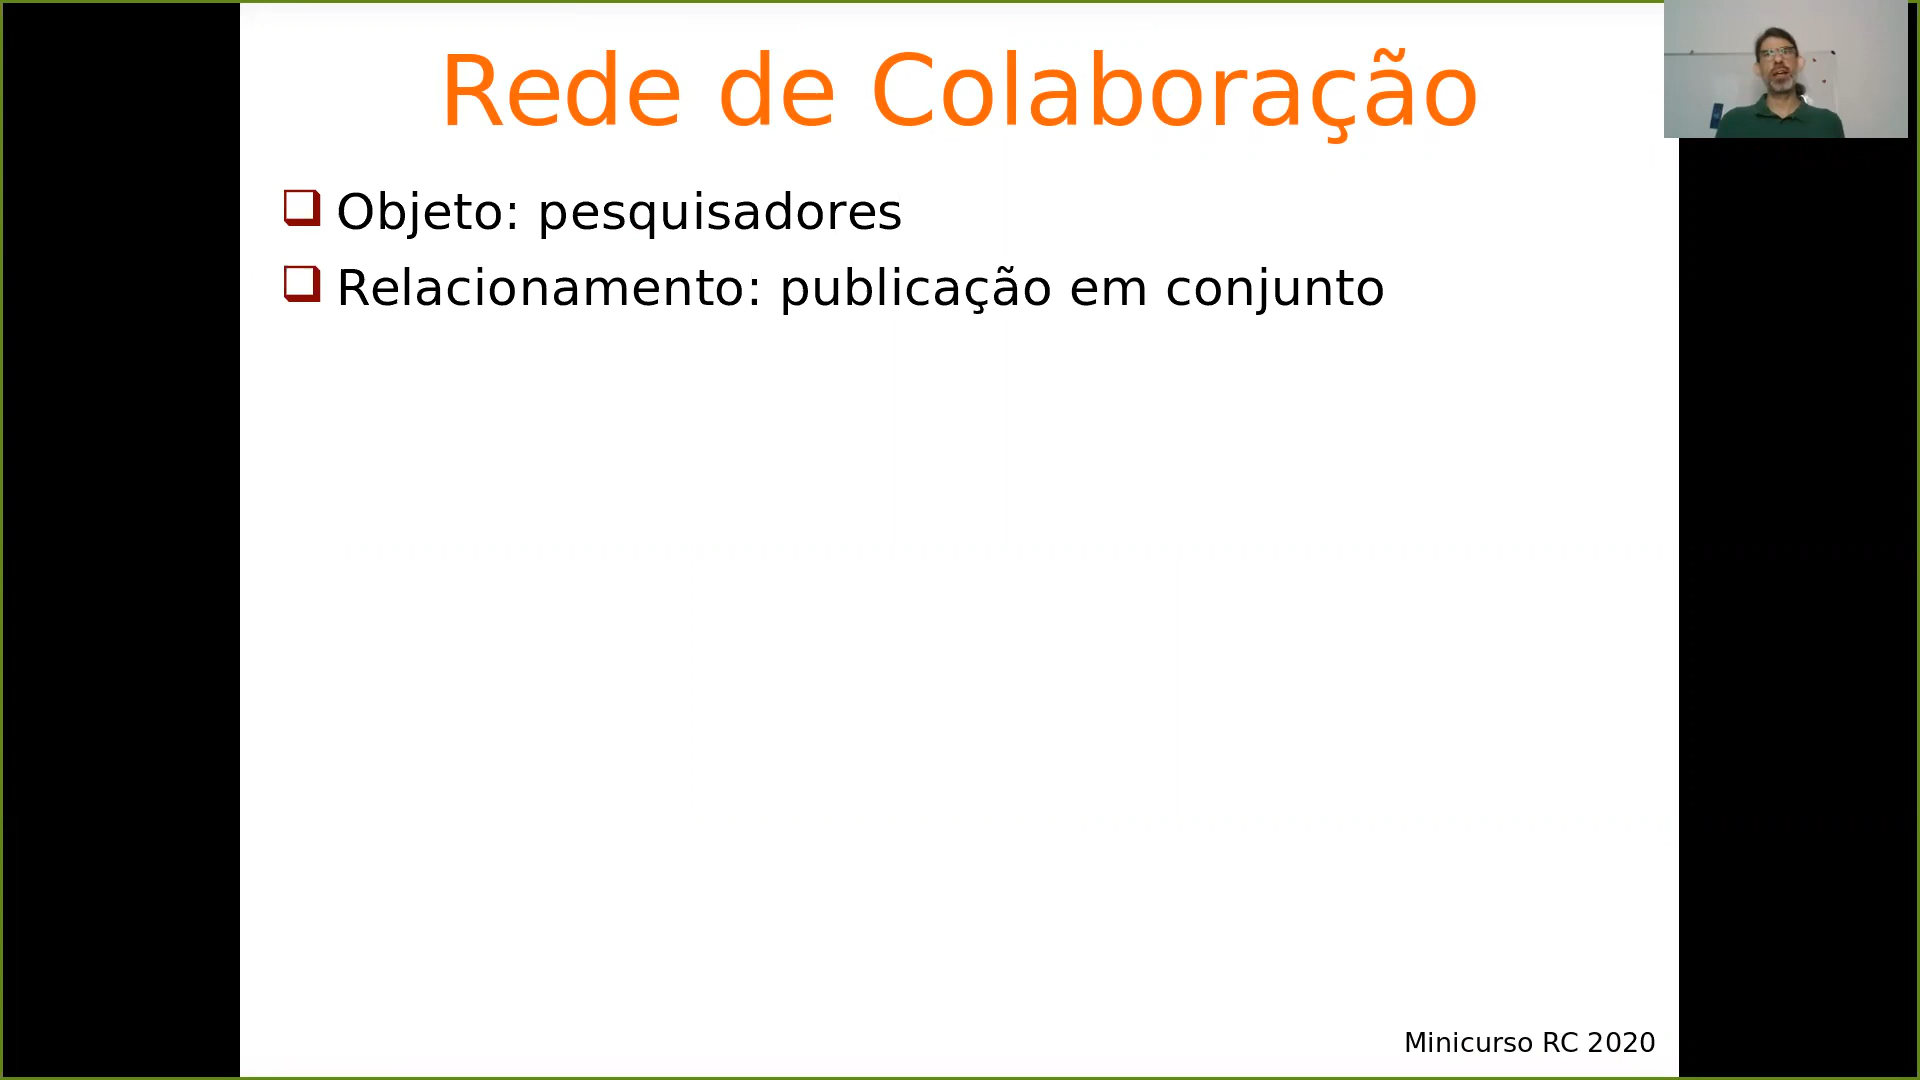 Rede de Colaboração
Objeto: pesquisadores
Relacionamento: publicação em conjunto
Minicurso RC 2020